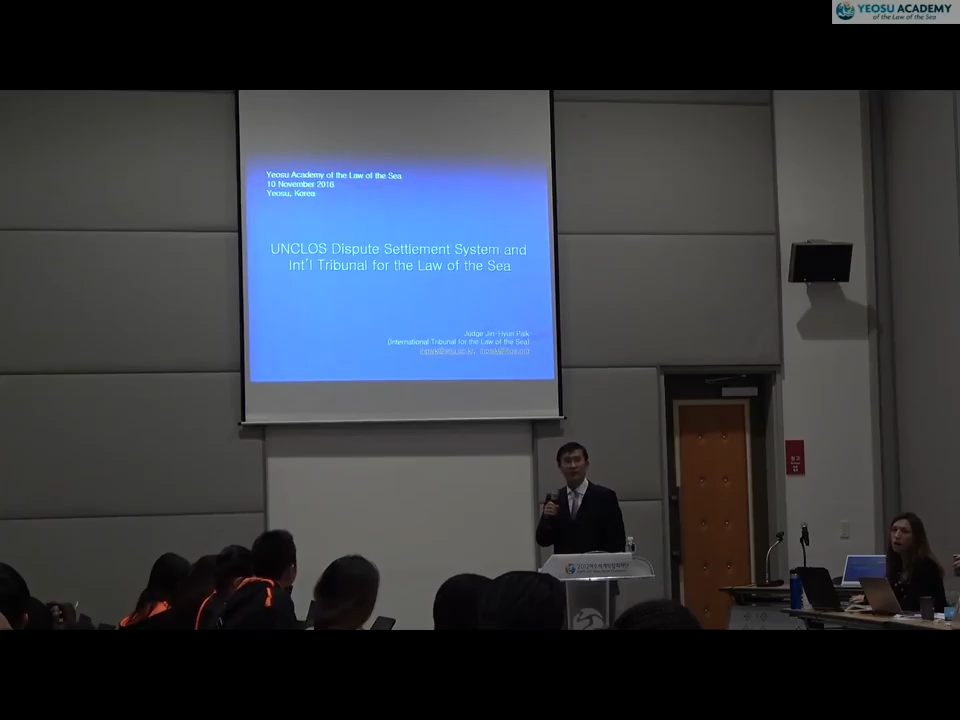 YEOSU ACADEMY
of the Law of the Sea
Yeosu Academy of the Law of the Sea
10 November 2016
Yeosu, Korea
UNCLOS Dispute Settlement System and
Int'l Tribunal for the Law of the Sea
Judge Jin-Hyun Paik
(International Tribunal for the Law of the Sea)